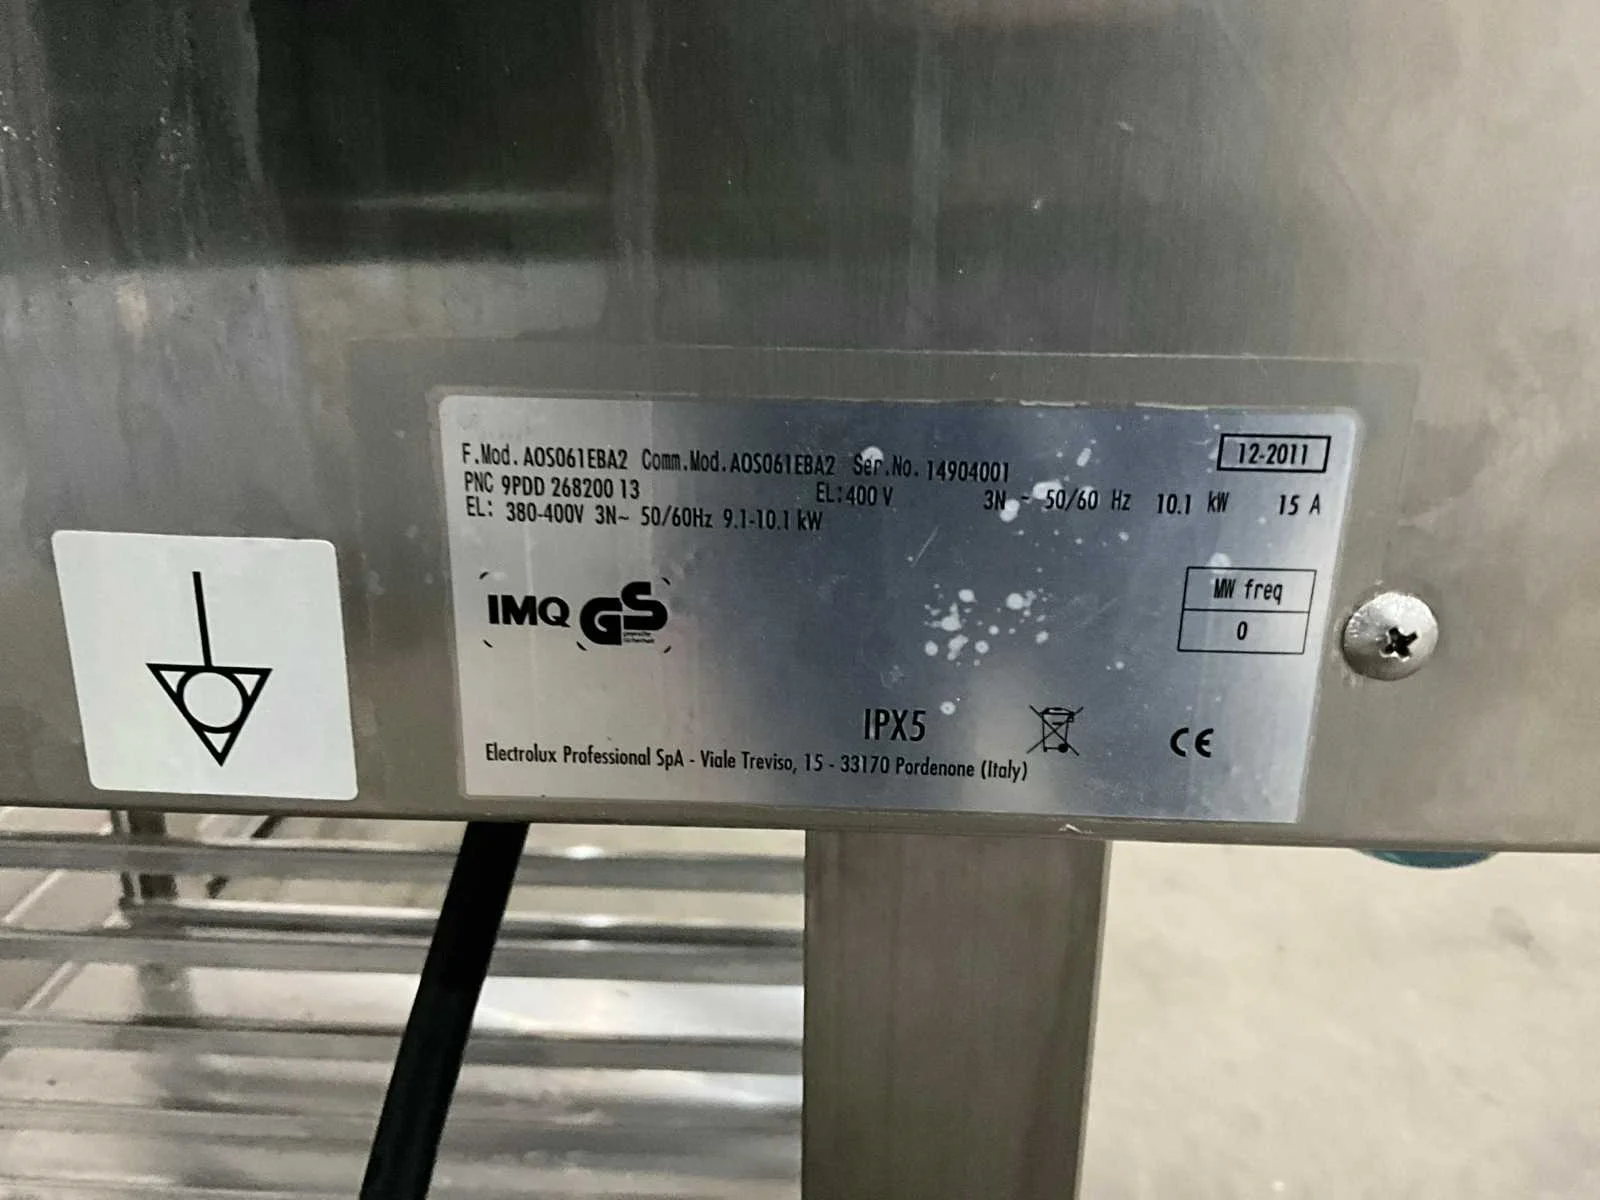 F.Mod. AOS061EBA2 Comm.Mod. AOS061EBA2 Ser.No. 14904001 12-2011
PNC 9PDD 268200 13 EL: 400 V 3N ~ 50/60 Hz 10.1 kW 15 A
EL: 380-400V 3N~ 50/60Hz 9.1-10.1 kW
MW freq
0
IMQ GS
geprüfte
Sicherheit
IPX5
CE
Electrolux Professional SpA - Viale Treviso, 15 - 33170 Pordenone (Italy)